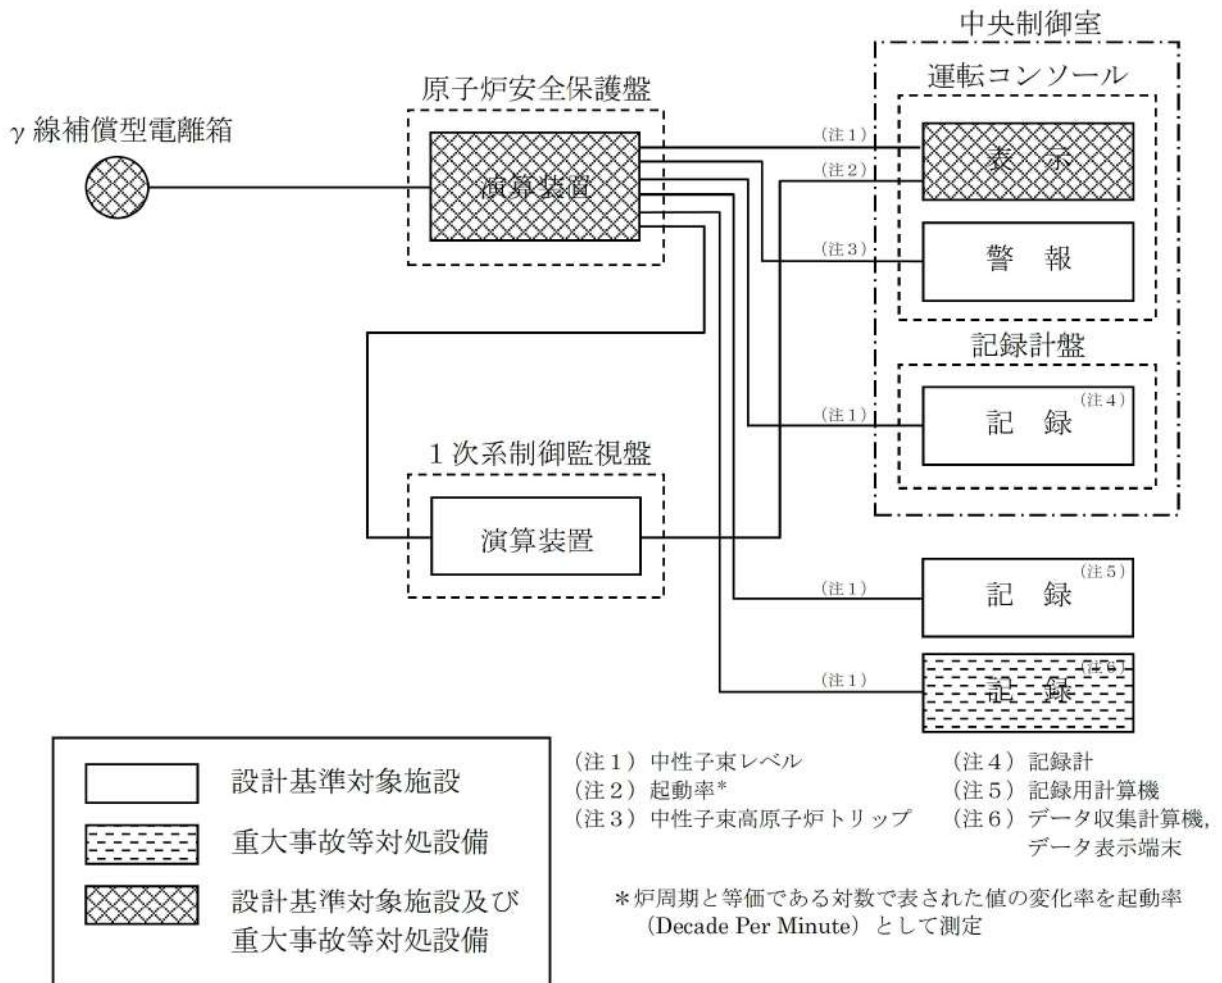 中央制御室
運転コンソール
原子炉安全保護盤
γ線補償型電離箱
演算装置
(注1)
(注2)
表 示
(注3)
警 報
記録計盤
(注1)
記 録
(注4)
1次系制御監視盤
演算装置
(注1)
記 録
(注5)
(注1)
記 録
(注6)
設計基準対象施設
重大事故等対処設備
設計基準対象施設及び
重大事故等対処設備
(注1)中性子束レベル
(注2)起動率*
(注3)中性子束高原子炉トリップ
(注4)記録計
(注5)記録用計算機
(注6)データ収集計算機,
データ表示端末
*炉周期と等価である対数で表された値の変化率を起動率
(Decade Per Minute)として測定